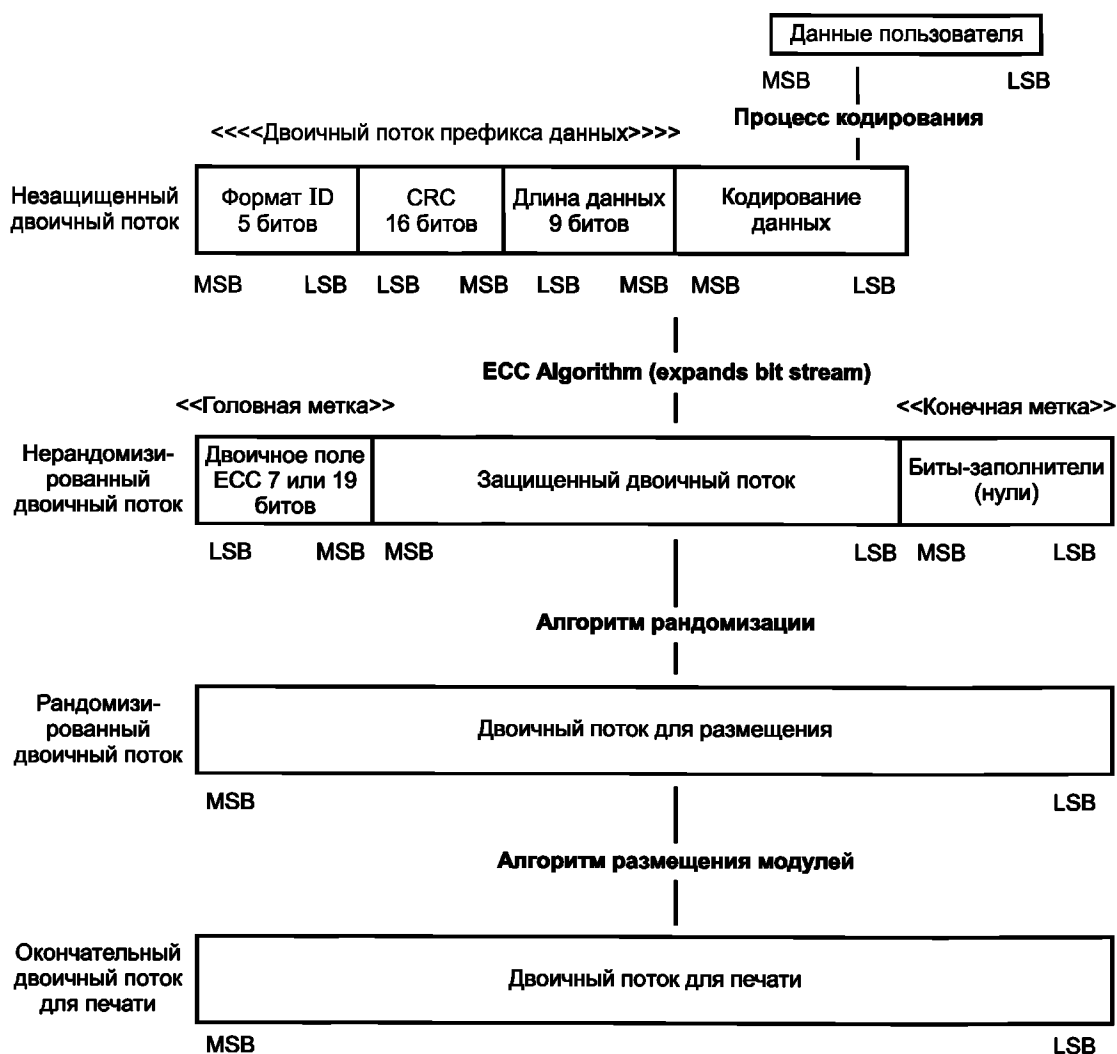 Данные пользователя
MSB LSB
Процесс кодирования
<<<<Двоичный поток префикса данных>>>>
Незащищенный
двоичный поток
Формат ID
5 битов
CRC
16 битов
Длина данных
9 битов
Кодирование
данных
MSB LSB LSB MSB LSB MSB MSB LSB
ECC Algorithm (expands bit stream)
<<Головная метка>> <<Конечная метка>>
Нерандомизи-
рованный
двоичный поток
Двоичное поле
ECC 7 или 19
битов
Защищенный двоичный поток
Биты-заполнители
(нули)
LSB MSB MSB LSB MSB LSB
Алгоритм рандомизации
Рандомизи-
рованный
двоичный поток
Двоичный поток для размещения
MSB LSB
Алгоритм размещения модулей
Окончательный
двоичный поток
для печати
Двоичный поток для печати
MSB LSB